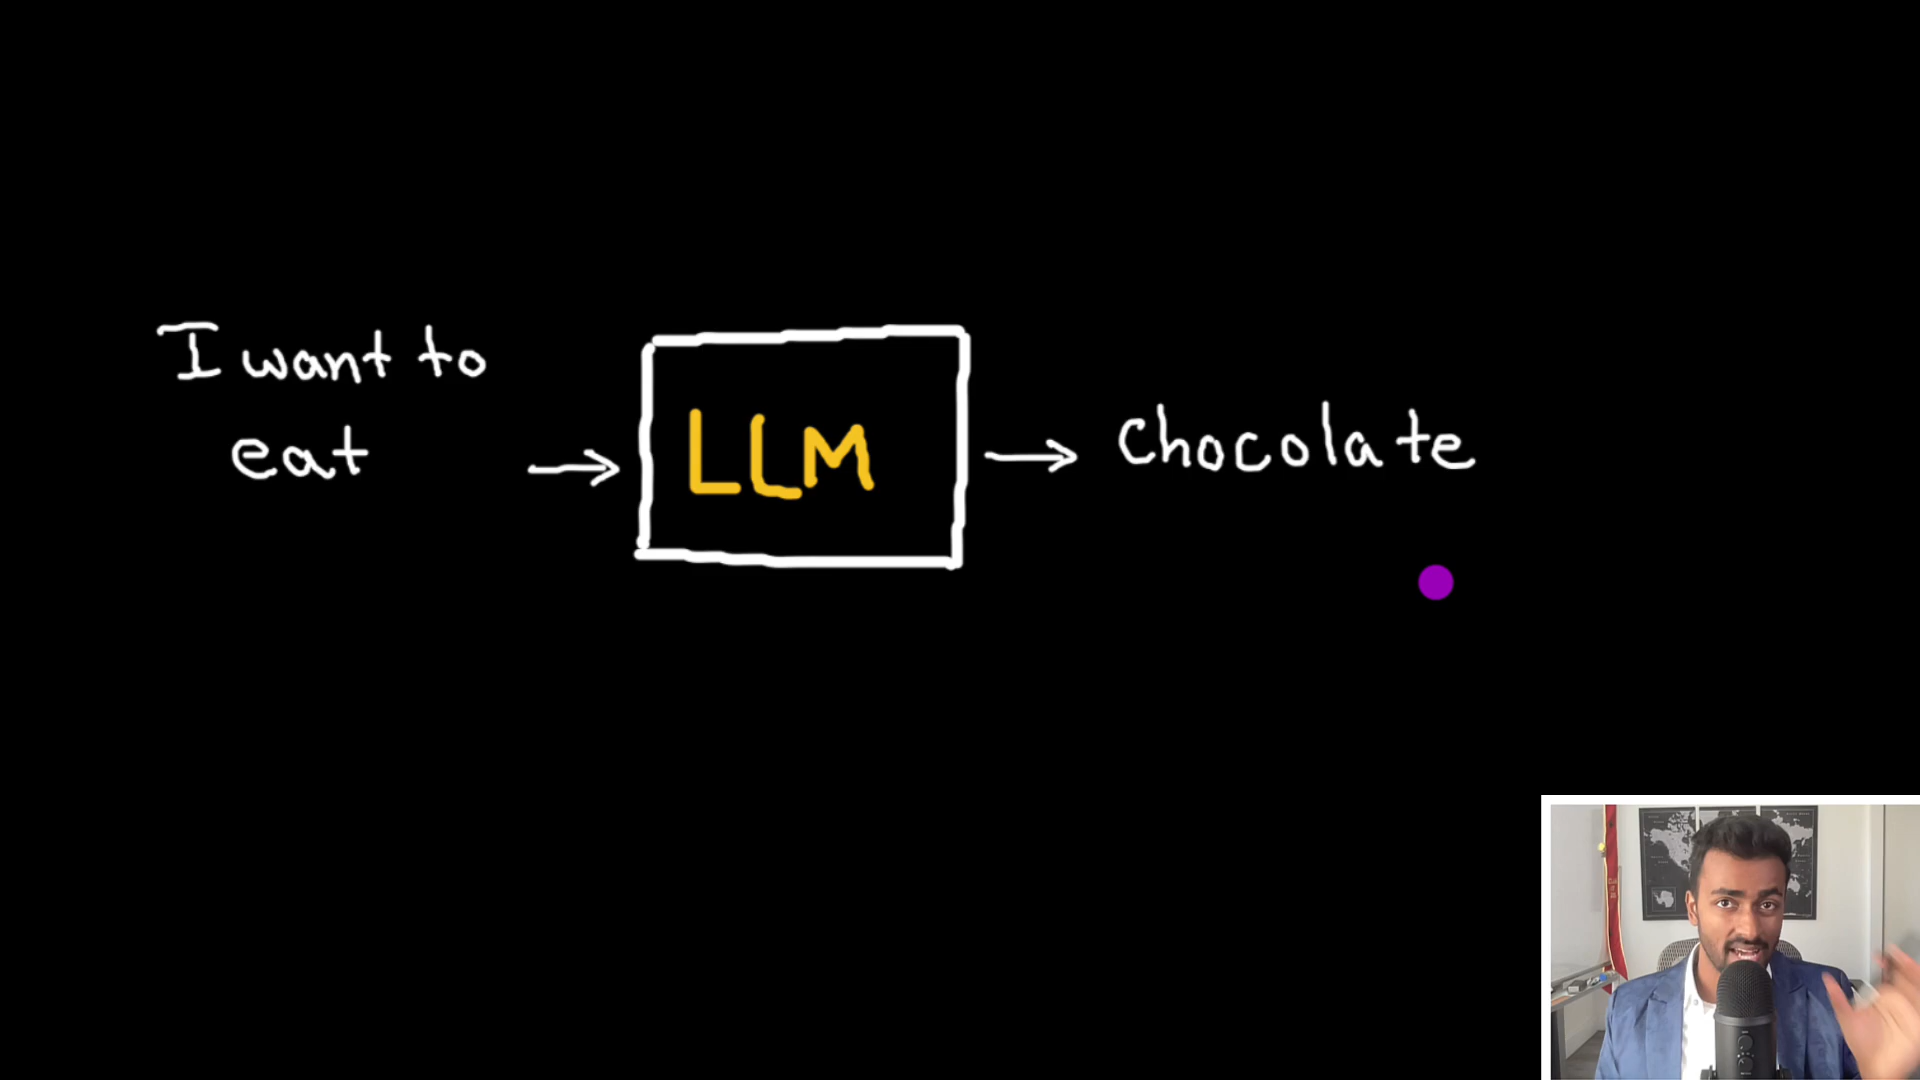 I want to
eat
→
LLM
→
chocolate